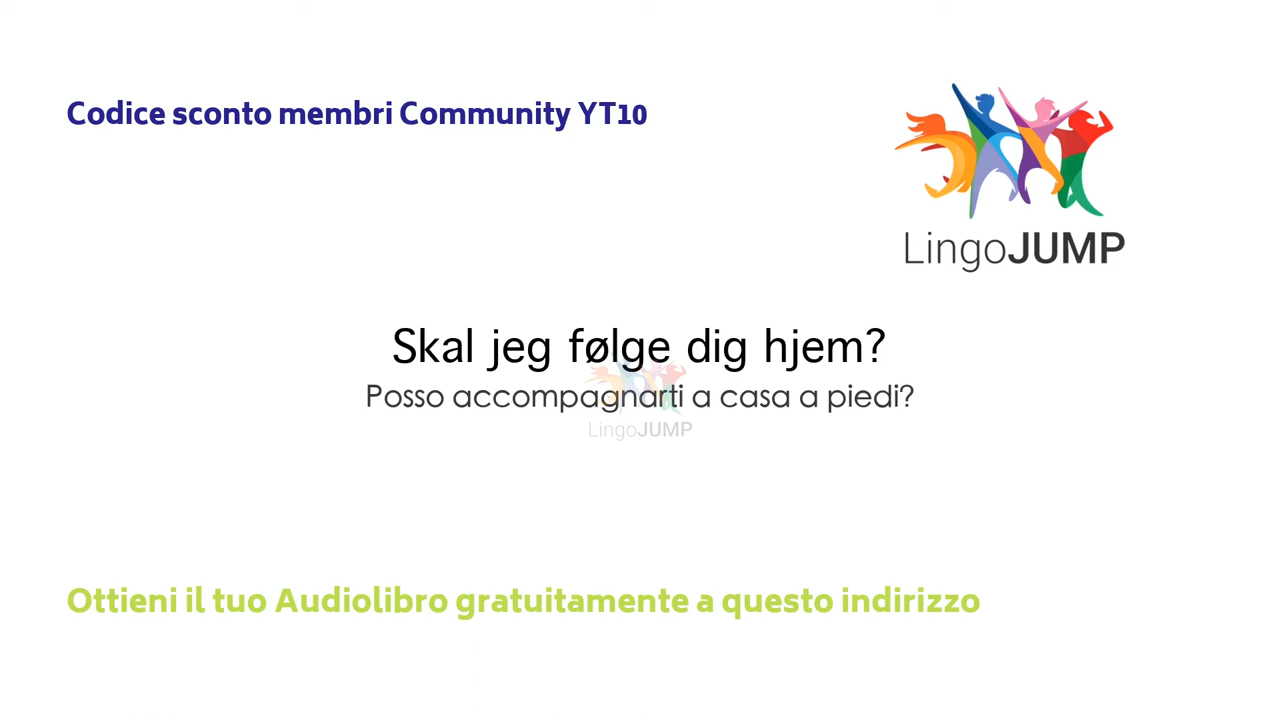 Codice sconto membri Community YT10
LingoJUMP
Skal jeg følge dig hjem?
Posso accompagnarti a casa a piedi?
LingoJUMP
Ottieni il tuo Audiolibro gratuitamente a questo indirizzo